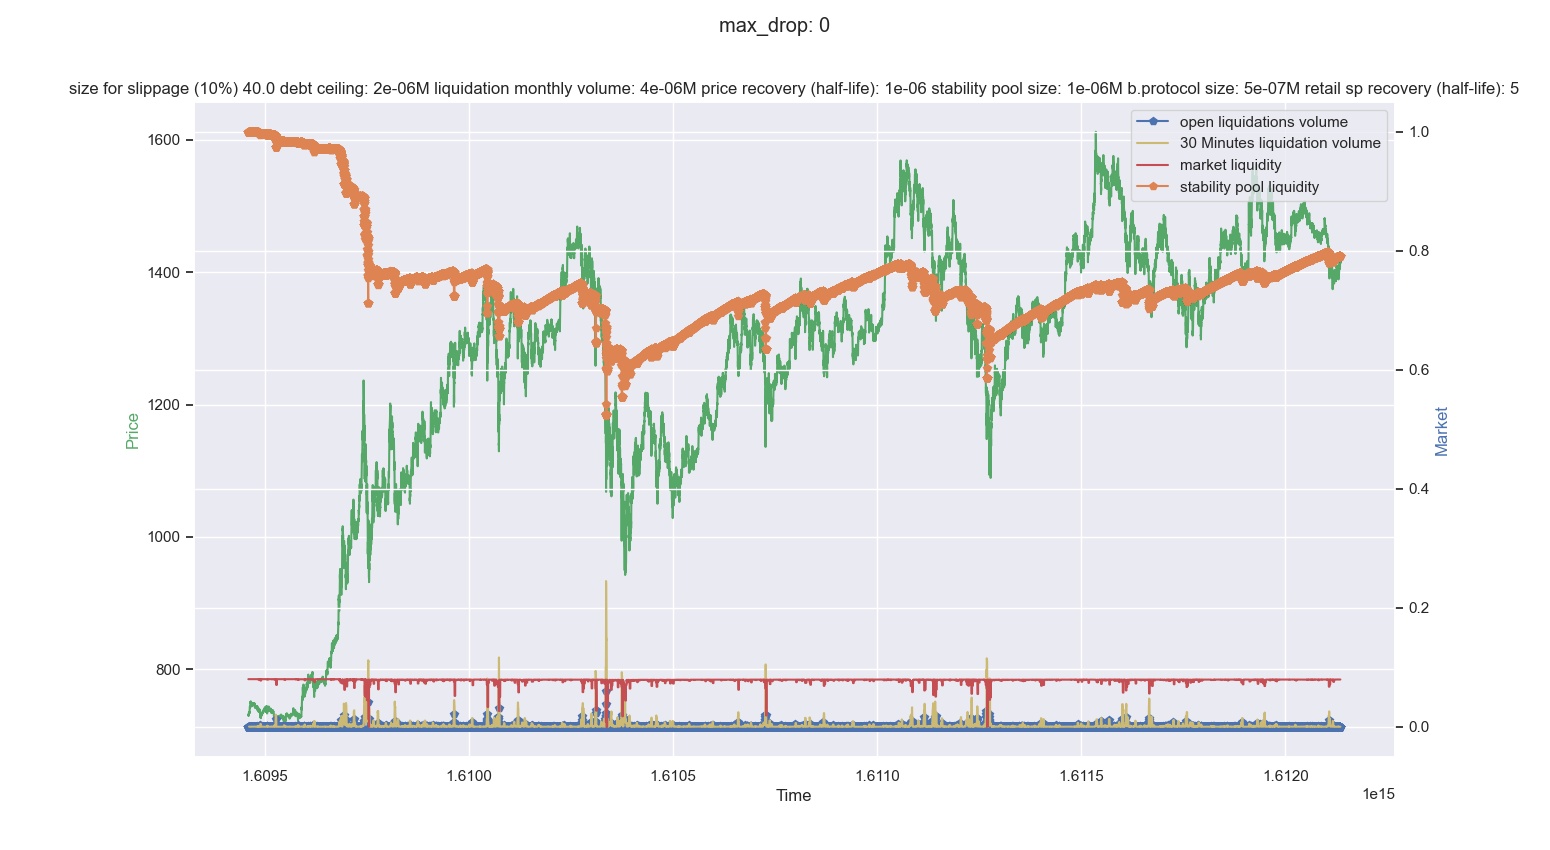 max_drop: 0
size for slippage (10%) 40.0 debt ceiling: 2e-06M liquidation monthly volume: 4e-06M price recovery (half-life): 1e-06 stability pool size: 1e-06M b.protocol size: 5e-07M retail sp recovery (half-life): 5
open liquidations volume
30 Minutes liquidation volume
market liquidity
stability pool liquidity
1600
1400
1200
1000
800
Price
1.0
0.8
0.6
0.4
0.2
0.0
Market
1.6095
1.6100
1.6105
1.6110
1.6115
1.6120
Time
1e15